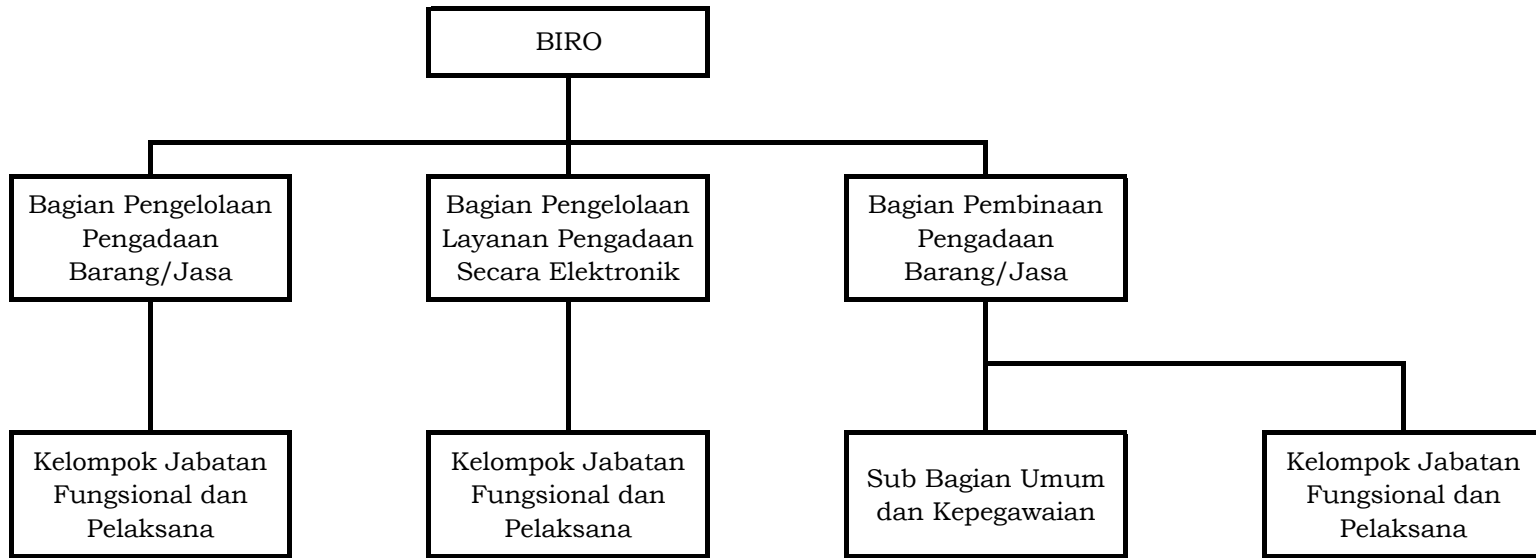 BIRO
Bagian Pengelolaan
Pengadaan
Barang/Jasa
Bagian Pengelolaan
Layanan Pengadaan
Secara Elektronik
Bagian Pembinaan
Pengadaan
Barang/Jasa
Kelompok Jabatan
Fungsional dan
Pelaksana
Kelompok Jabatan
Fungsional dan
Pelaksana
Sub Bagian Umum
dan Kepegawaian
Kelompok Jabatan
Fungsional dan
Pelaksana